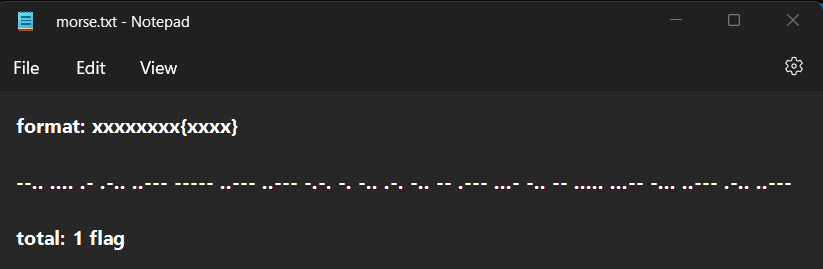 morse.txt - Notepad
File Edit View
format: xxxxxxxx{xxxx}
--.. .... .- .-.. ..--- ----- ..--- ..--- -.-. -. -.. .-. -.. -- .--- ...- -.. -- ..... ...-- -... ..--- .-.. ..---
total: 1 flag